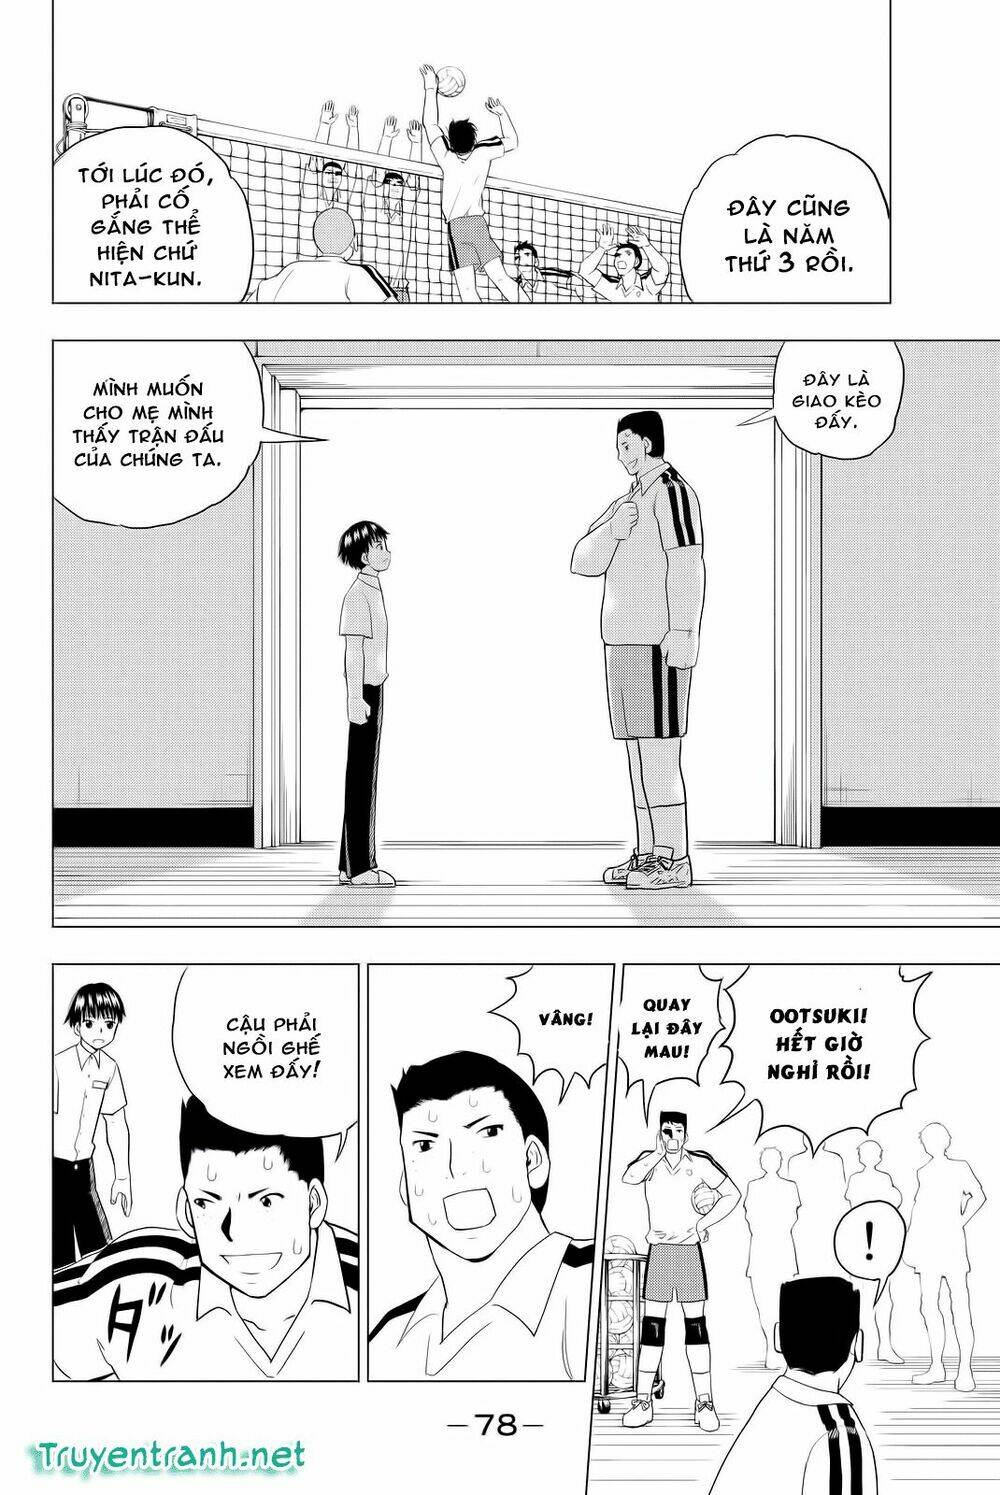 ĐÂY CŨNG
LÀ NĂM
THỨ 3 RỒI.
TỚI LÚC ĐÓ,
PHẢI CỐ
GẮNG THỂ
HIỆN CHỨ
NITA-KUN.
ĐÂY LÀ
GIAO KÈO
ĐẤY.
MÌNH MUỐN
CHO MẸ MÌNH
THẤY TRẬN ĐẤU
CỦA CHÚNG TA.
OOTSUKI!
HẾT GIỜ
NGHỈ RỒI!
QUAY
LẠI ĐÂY
MAU!
!
VÂNG!
CẬU PHẢI
NGỒI GHẾ
XEM ĐẤY!
ダッ
-78-
Truyentranh.net